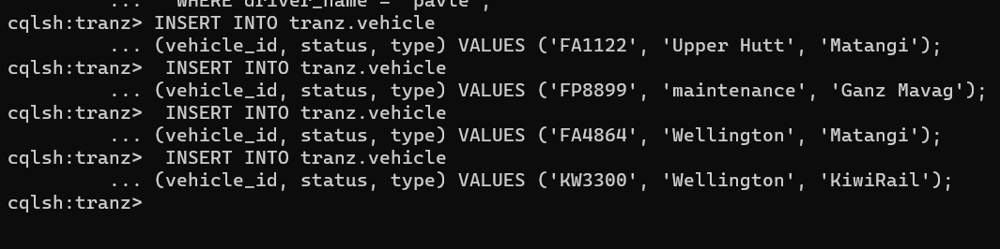 ... WHERE driver_name = 'pavle';
cqlsh:tranz> INSERT INTO tranz.vehicle
... (vehicle_id, status, type) VALUES ('FA1122', 'Upper Hutt', 'Matangi');
cqlsh:tranz>  INSERT INTO tranz.vehicle
... (vehicle_id, status, type) VALUES ('FP8899', 'maintenance', 'Ganz Mavag');
cqlsh:tranz>  INSERT INTO tranz.vehicle
... (vehicle_id, status, type) VALUES ('FA4864', 'Wellington', 'Matangi');
cqlsh:tranz>  INSERT INTO tranz.vehicle
... (vehicle_id, status, type) VALUES ('KW3300', 'Wellington', 'KiwiRail');
cqlsh:tranz>